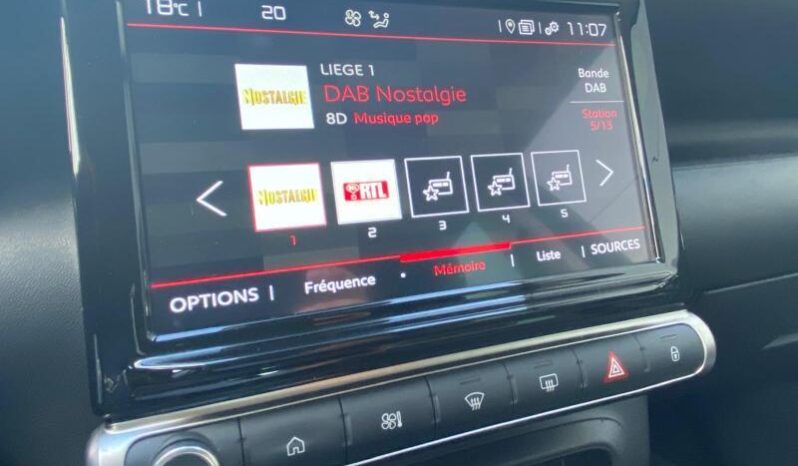 18°C | 20 | 11:07
NOSTALGIE
LIEGE 1
DAB Nostalgie
8D Musique pop
Bande
DAB
Station
5/13
NOSTALGIE RTL
1 2 3 4 5
OPTIONS | Fréquence Mémoire | Liste | SOURCES